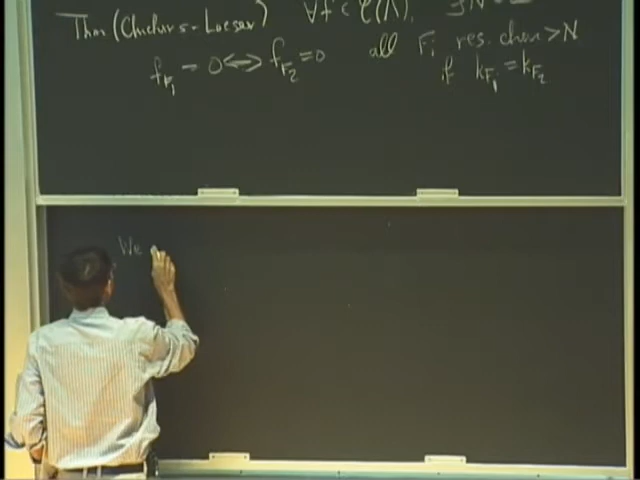 Thm (Cluckers-Loeser) ∀f ∈ C(Λ), ∃N
f_{F_1} = 0 ⟺ f_{F_2} = 0 all F_i res. char > N
if k_{F_1} = k_{F_2}
We